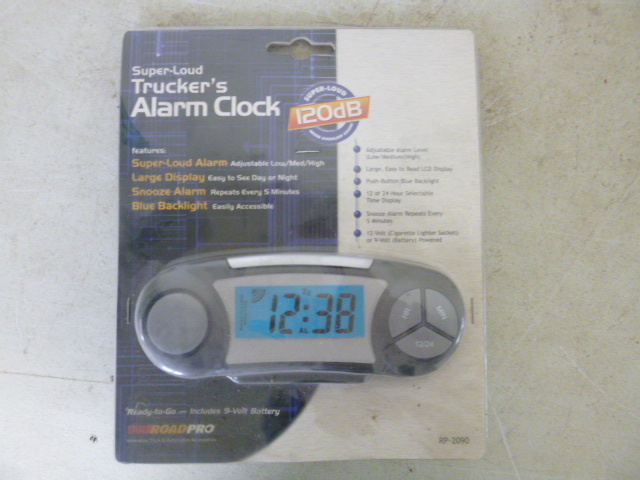 Super-Loud
Trucker's
Alarm Clock
SUPER-LOUD
120dB
features:
Super-Loud Alarm Adjustable Low/Med/High
Large Display Easy to See Day or Night
Snooze Alarm Repeats Every 5 Minutes
Blue Backlight Easily Accessible
Adjustable Alarm Level
(Low/Medium/High)
Large, Easy to Read LCD Display
Push-Button Blue Backlight
12 or 24 Hour Selectable
Time Display
Snooze Alarm Repeats Every
5 Minutes
12-Volt (Cigarette Lighter Socket)
or 9-Volt (Battery) Powered
12:38
AL
HR
MIN
12/24
Ready-to-Go — Includes 9-Volt Battery
ROADPRO
RP-2090